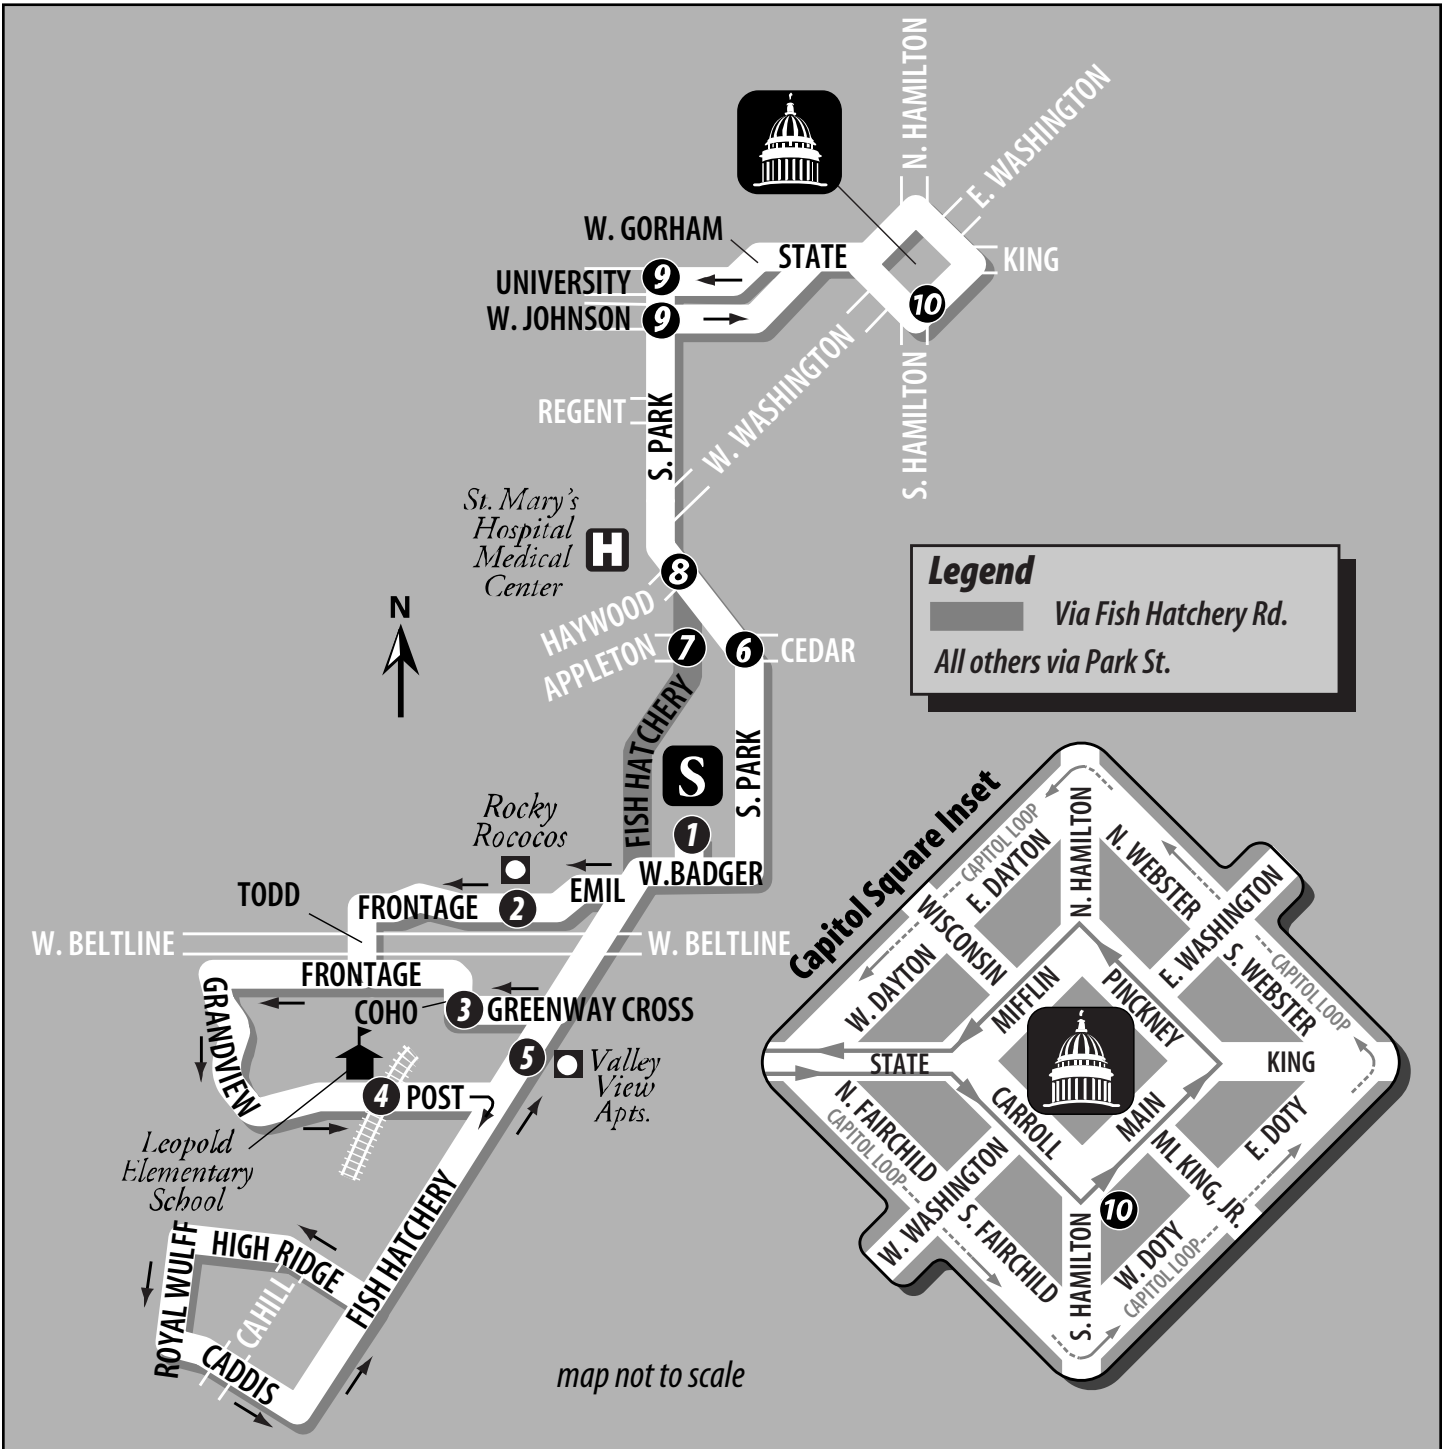 N. HAMILTON
E. WASHINGTON
W. GORHAM
STATE
KING
UNIVERSITY
9
W. JOHNSON
9
10
W. WASHINGTON
S. HAMILTON
REGENT
S. PARK
St. Mary's
Hospital
Medical
Center
H
8
HAYWOOD
APPLETON
7
6
CEDAR
N
Legend
Via Fish Hatchery Rd.
All others via Park St.
FISH HATCHERY
S
S. PARK
1
Rocky
Rococos
W.BADGER
EMIL
TODD
FRONTAGE
2
W. BELTLINE
W. BELTLINE
FRONTAGE
COHO
3
GREENWAY CROSS
GRANDVIEW
5
Valley
View
Apts.
4
POST
Leopold
Elementary
School
FISH HATCHERY
HIGH RIDGE
ROYAL WULFF
CAHILL
CADDIS
map not to scale
Capitol Square Inset
CAPITOL LOOP
E. DAYTON
N. HAMILTON
N. WEBSTER
E. WASHINGTON
WISCONSIN
W. DAYTON
S. WEBSTER
CAPITOL LOOP
MIFFLIN
PINCKNEY
STATE
KING
CARROLL
MAIN
N. FAIRCHILD
CAPITOL LOOP
W. WASHINGTON
S. FAIRCHILD
ML KING, JR.
E. DOTY
10
S. HAMILTON
W. DOTY
CAPITOL LOOP